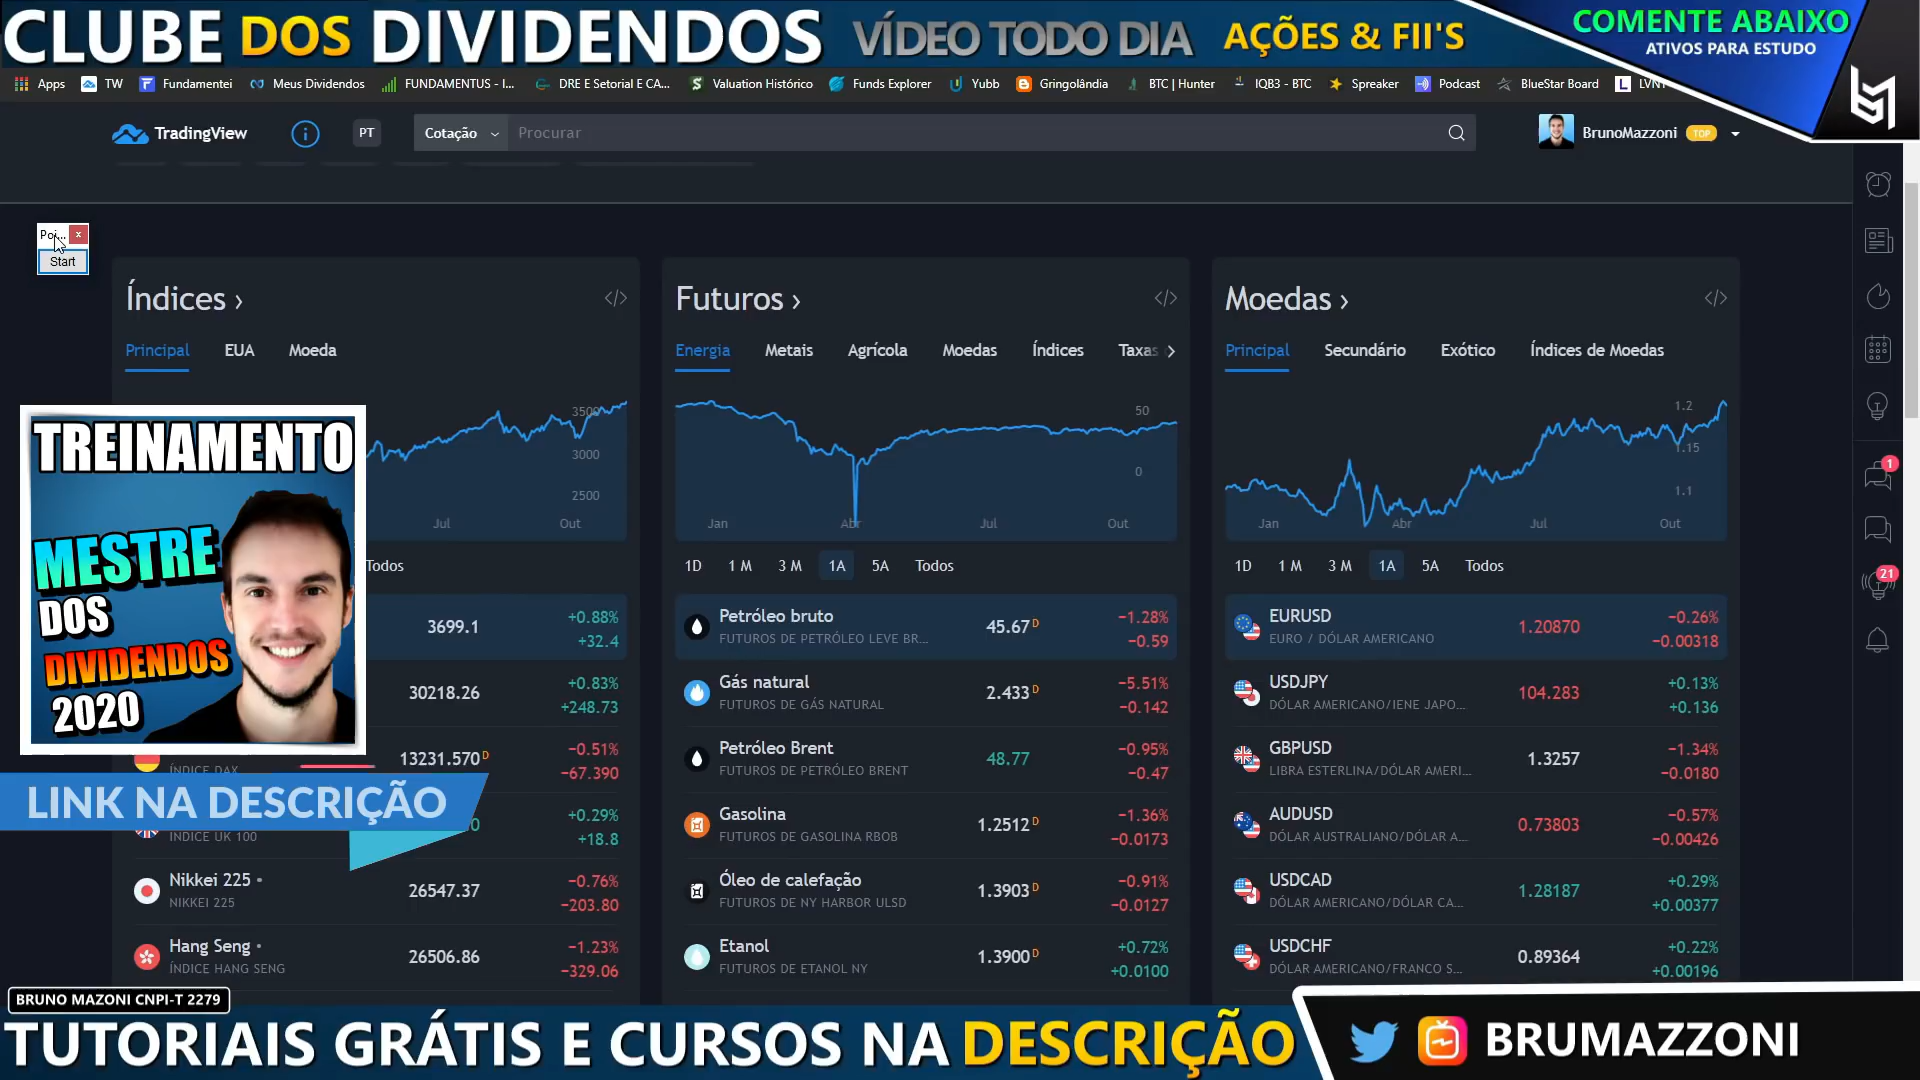 CLUBE DOS DIVIDENDOS VÍDEO TODO DIA AÇÕES & FII'S
COMENTE ABAIXO
ATIVOS PARA ESTUDO
Apps TW Fundamentei Meus Dividendos FUNDAMENTUS - I... DRE E Setorial E CA... Valuation Histórico Funds Explorer Yubb Gringolândia BTC | Hunter IQB3 - BTC Spreaker Podcast BlueStar Board
TradingView PT Cotação Procurar BrunoMazzoni TOP
Poi... x
Start
Índices › </>
Principal EUA Moeda
3500
3000
2500
Jul Out
Todos
3699.1 +0.88%
+32.4
30218.26 +0.83%
+248.73
13231.570 D −0.51%
ÍNDICE DAX −67.390
+0.29%
ÍNDICE UK 100 +18.8
Nikkei 225 • 26547.37 −0.76%
NIKKEI 225 −203.80
Hang Seng • 26506.86 −1.23%
ÍNDICE HANG SENG −329.06
Futuros › </>
Energia Metais Agrícola Moedas Índices Taxas ›
50
0
Jan Abr Jul Out
1D 1 M 3 M 1A 5A Todos
Petróleo bruto 45.67 D −1.28%
FUTUROS DE PETRÓLEO LEVE BR... −0.59
Gás natural 2.433 D −5.51%
FUTUROS DE GÁS NATURAL −0.142
Petróleo Brent 48.77 −0.95%
FUTUROS DE PETRÓLEO BRENT −0.47
Gasolina 1.2512 D −1.36%
FUTUROS DE GASOLINA RBOB −0.0173
Óleo de calefação 1.3903 D −0.91%
FUTUROS DE NY HARBOR ULSD −0.0127
Etanol 1.3900 D +0.72%
FUTUROS DE ETANOL NY +0.0100
Moedas › </>
Principal Secundário Exótico Índices de Moedas
1.2
1.15
1.1
Jan Abr Jul Out
1D 1 M 3 M 1A 5A Todos
EURUSD 1.20870 −0.26%
EURO / DÓLAR AMERICANO −0.00318
USDJPY 104.283 +0.13%
DÓLAR AMERICANO/IENE JAPO... +0.136
GBPUSD 1.3257 −1.34%
LIBRA ESTERLINA/DÓLAR AMERI... −0.0180
AUDUSD 0.73803 −0.57%
DÓLAR AUSTRALIANO/DÓLAR A... −0.00426
USDCAD 1.28187 +0.29%
DÓLAR AMERICANO/DÓLAR CA... +0.00377
USDCHF 0.89364 +0.22%
DÓLAR AMERICANO/FRANCO S... +0.00196
1
21
TREINAMENTO
MESTRE
DOS
DIVIDENDOS
2020
LINK NA DESCRIÇÃO
BRUNO MAZONI CNPI-T 2279
TUTORIAIS GRÁTIS E CURSOS NA DESCRIÇÃO
BRUMAZZONI